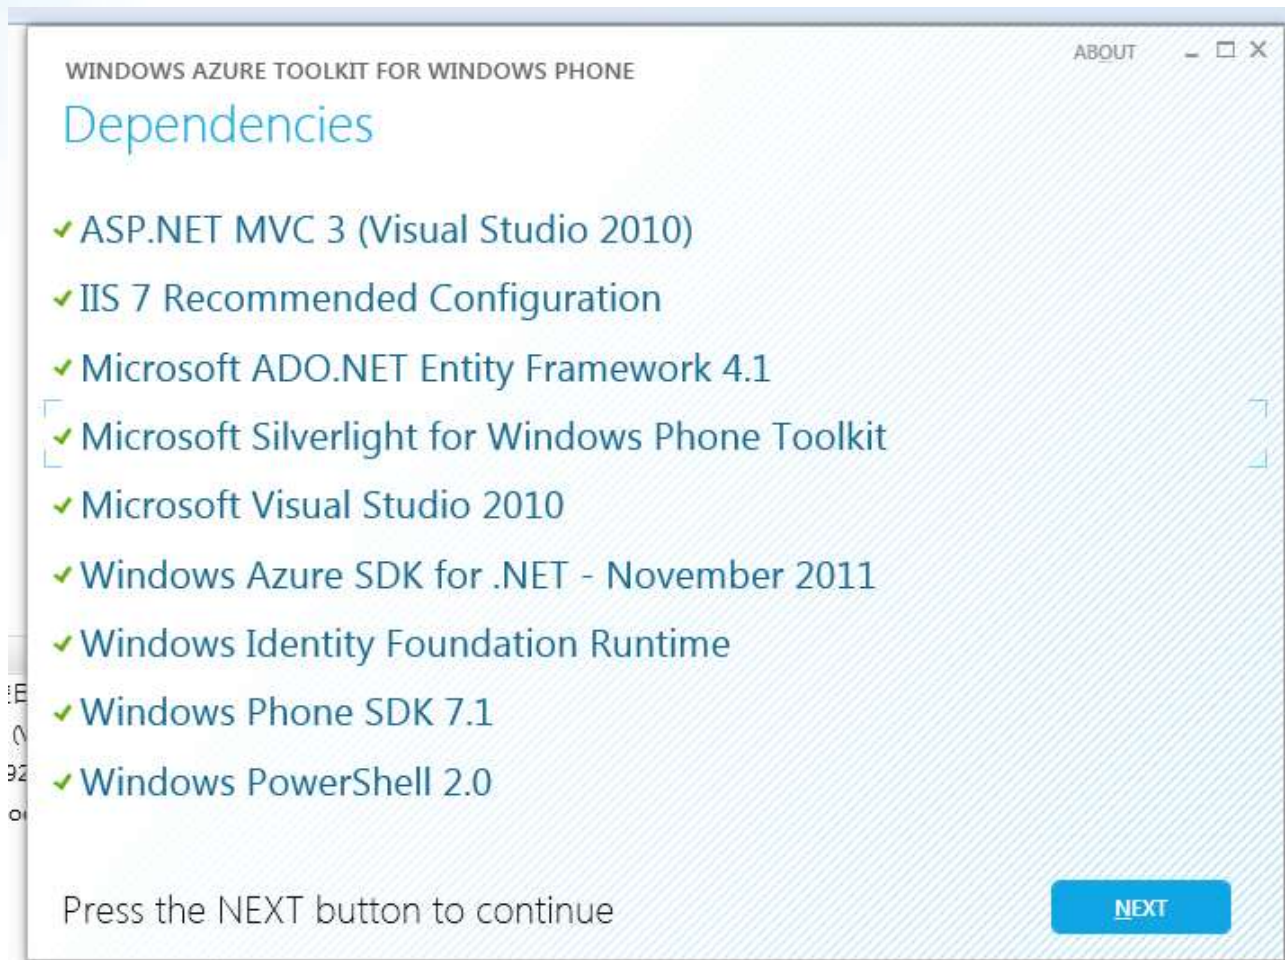 ABOUT
WINDOWS AZURE TOOLKIT FOR WINDOWS PHONE
Dependencies
ASP.NET MVC 3 (Visual Studio 2010)
IIS 7 Recommended Configuration
Microsoft ADO.NET Entity Framework 4.1
Microsoft Silverlight for Windows Phone Toolkit
Microsoft Visual Studio 2010
Windows Azure SDK for .NET - November 2011
Windows Identity Foundation Runtime
Windows Phone SDK 7.1
Windows PowerShell 2.0
Press the NEXT button to continue
NEXT